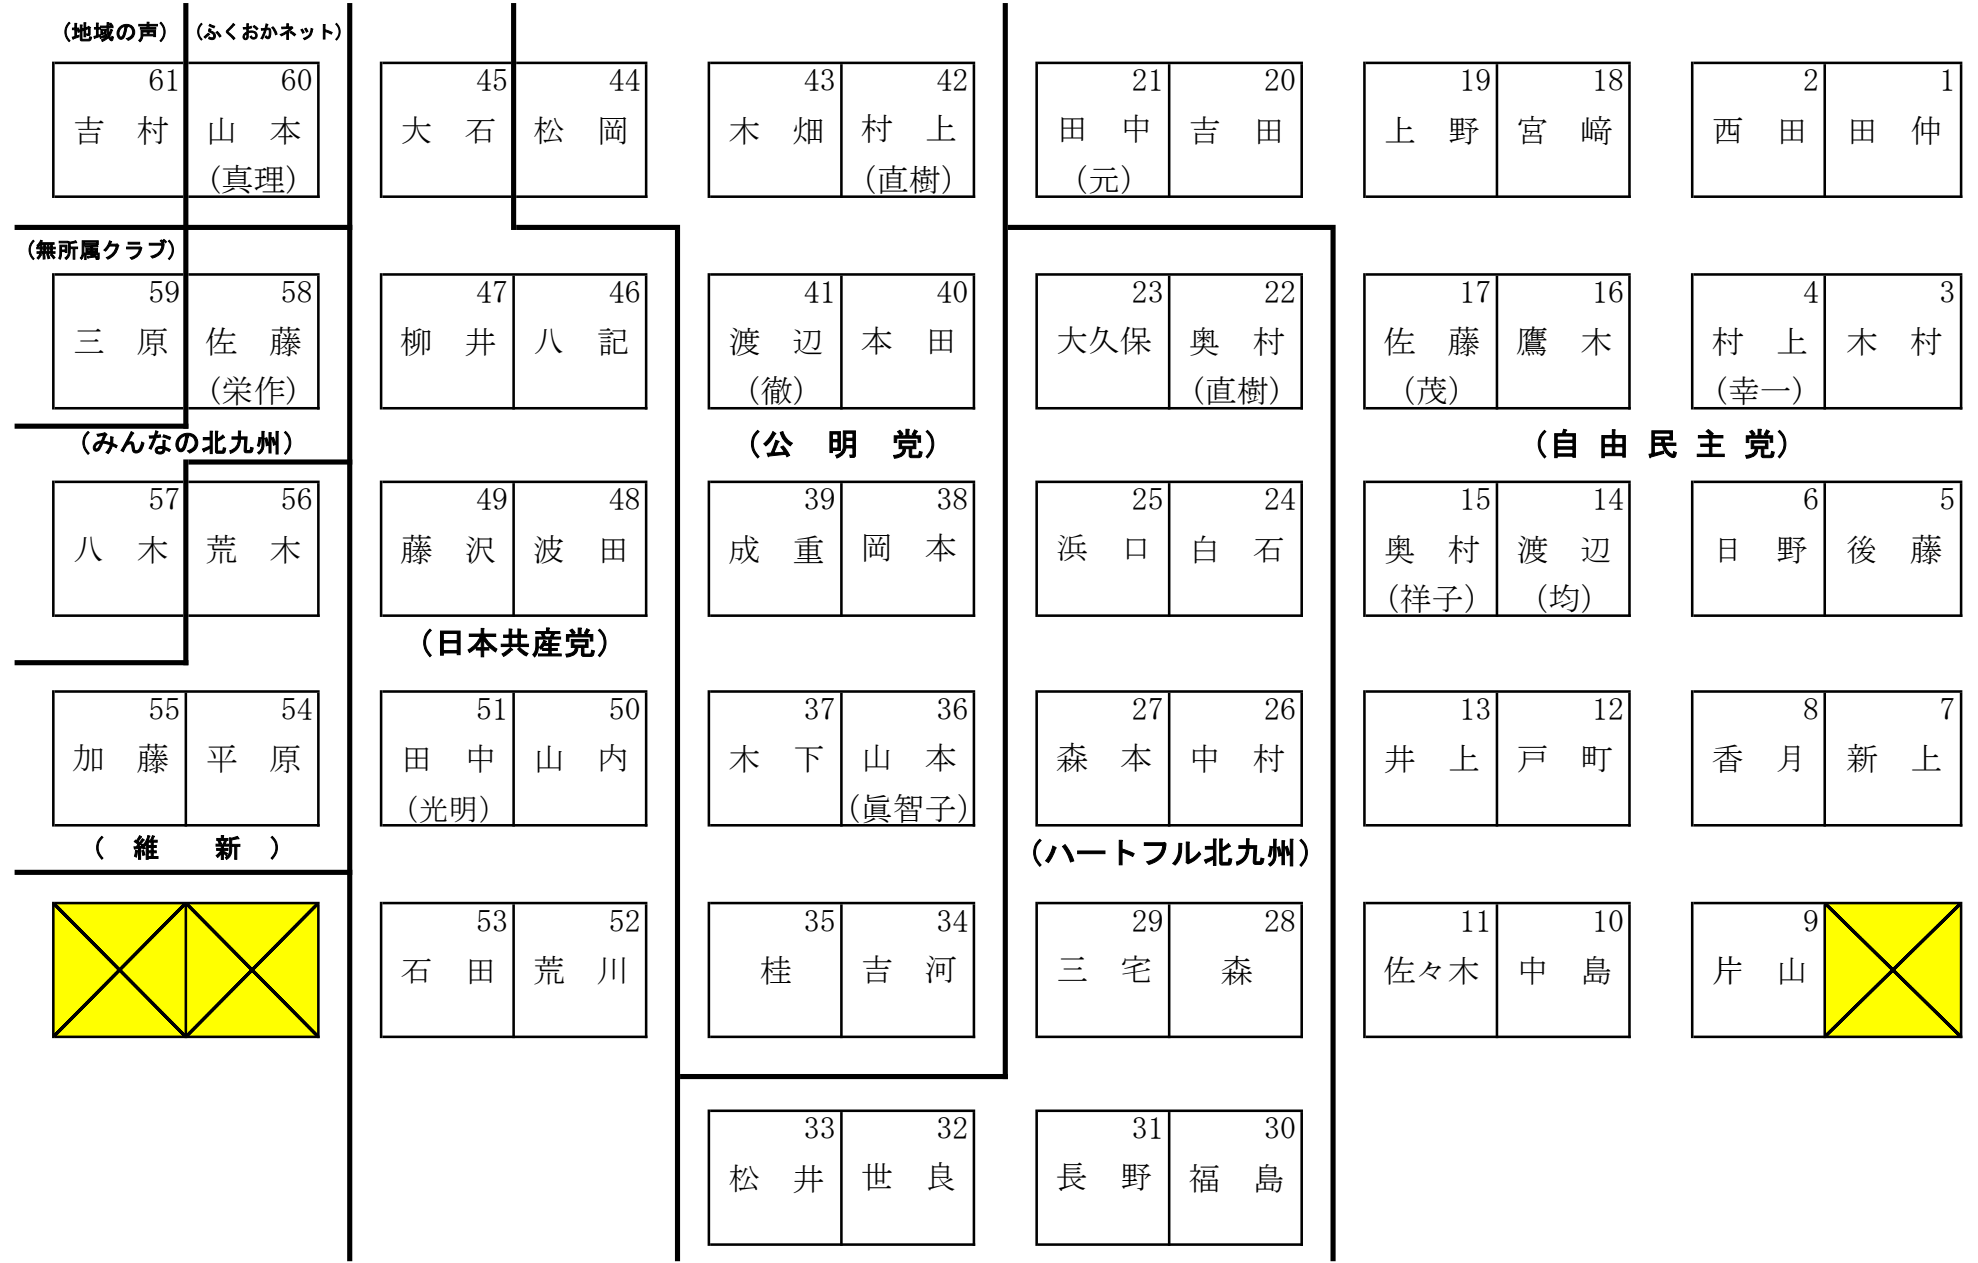 （地域の声） （ふくおかネット）
61 60 45 44 43 42 21 20 19 18 2 1
吉 村 山 本 大 石 松 岡 木 畑 村 上 田 中 吉 田 上 野 宮 﨑 西 田 田 仲
（真理） （直樹） （元）
（無所属クラブ）
59 58 47 46 41 40 23 22 17 16 4 3
三 原 佐 藤 柳 井 八 記 渡 辺 本 田 大久保 奥 村 佐 藤 鷹 木 村 上 木 村
（栄作） （徹） （直樹） （茂） （幸一）
（みんなの北九州） （公 明 党） （自 由 民 主 党）
57 56 49 48 39 38 25 24 15 14 6 5
八 木 荒 木 藤 沢 波 田 成 重 岡 本 浜 口 白 石 奥 村 渡 辺 日 野 後 藤
（祥子） （均）
（日本共産党）
55 54 51 50 37 36 27 26 13 12 8 7
加 藤 平 原 田 中 山 内 木 下 山 本 森 本 中 村 井 上 戸 町 香 月 新 上
（光明） （眞智子）
（ 維 新 ） （ハートフル北九州）
53 52 35 34 29 28 11 10 9
石 田 荒 川 桂 吉 河 三 宅 森 佐々木 中 島 片 山
33 32 31 30
松 井 世 良 長 野 福 島